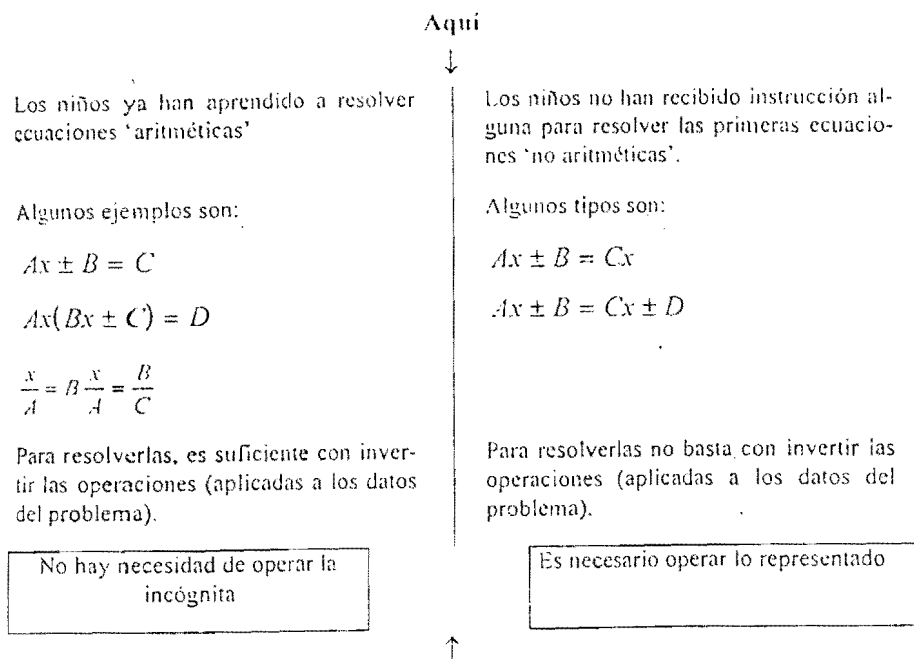 Aquí
↓
Los niños ya han aprendido a resolver
ecuaciones ‘aritméticas’
Algunos ejemplos son:
Ax ± B = C
Ax(Bx ± C) = D
x/A = B x/A = B/C
Para resolverlas, es suficiente con inver-
tir las operaciones (aplicadas a los datos
del problema).
No hay necesidad de operar la
incógnita
Los niños no han recibido instrucción al-
guna para resolver las primeras ecuacio-
nes ‘no aritméticas’.
Algunos tipos son:
Ax ± B = Cx
Ax ± B = Cx ± D
Para resolverlas no basta con invertir las
operaciones (aplicadas a los datos del
problema).
Es necesario operar lo representado
↑